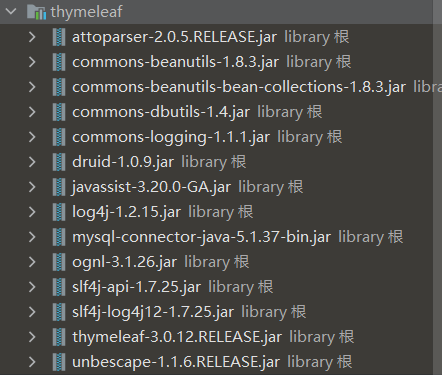 thymeleaf
attoparser-2.0.5.RELEASE.jar library 根
commons-beanutils-1.8.3.jar library 根
commons-beanutils-bean-collections-1.8.3.jar library 根
commons-dbutils-1.4.jar library 根
commons-logging-1.1.1.jar library 根
druid-1.0.9.jar library 根
javassist-3.20.0-GA.jar library 根
log4j-1.2.15.jar library 根
mysql-connector-java-5.1.37-bin.jar library 根
ognl-3.1.26.jar library 根
slf4j-api-1.7.25.jar library 根
slf4j-log4j12-1.7.25.jar library 根
thymeleaf-3.0.12.RELEASE.jar library 根
unbescape-1.1.6.RELEASE.jar library 根